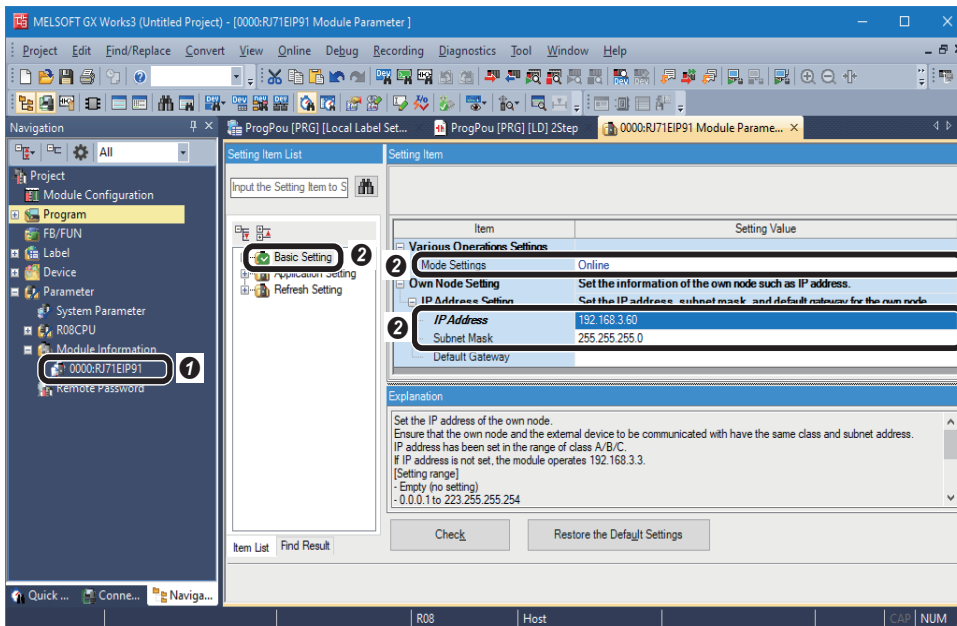 MELSOFT GX Works3 (Untitled Project) - [0000:RJ71EIP91 Module Parameter ]
Project Edit Find/Replace Convert View Online Debug Recording Diagnostics Tool Window Help
Navigation
ProgPou [PRG] [Local Label Set...
ProgPou [PRG] [LD] 2Step
0000:RJ71EIP91 Module Parame...
All
Project
Module Configuration
Program
FB/FUN
Label
Device
Parameter
System Parameter
R08CPU
Module Information
0000:RJ71EIP91
1
Remote Password
Quick ...
Conne...
Naviga...
Setting Item List
Input the Setting Item to S
Basic Setting
2
Application Setting
Refresh Setting
Item List
Find Result
Setting Item
Item Setting Value
Various Operations Settings
2
Mode Settings Online
Own Node Setting Set the information of the own node such as IP address.
IP Address Setting Set the IP address, subnet mask, and default gateway for the own node.
2
IP Address 192.168.3.60
Subnet Mask 255.255.255.0
Default Gateway
Explanation
Set the IP address of the own node.
Ensure that the own node and the external device to be communicated with have the same class and subnet address.
IP address has been set in the range of class A/B/C.
If IP address is not set, the module operates 192.168.3.3.
[Setting range]
- Empty (no setting)
- 0.0.0.1 to 223.255.255.254
Check
Restore the Default Settings
R08
Host
CAP
NUM